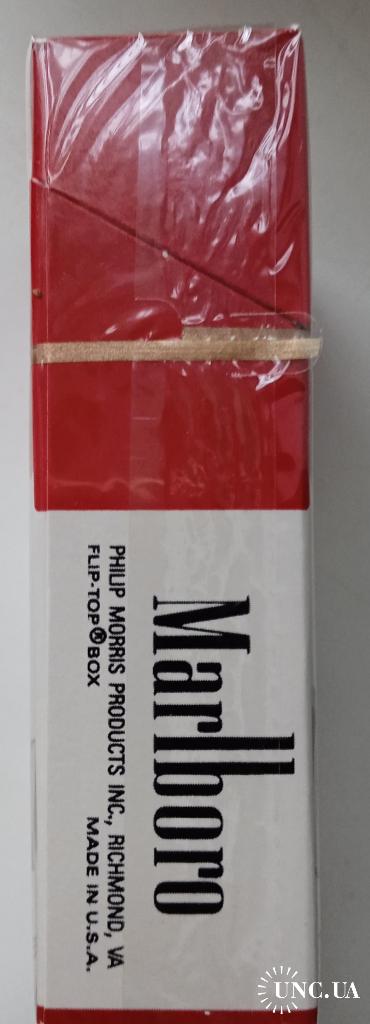 Marlboro
PHILIP MORRIS PRODUCTS INC., RICHMOND, VA
FLIP-TOP® BOX MADE IN U.S.A.
UNC.UA